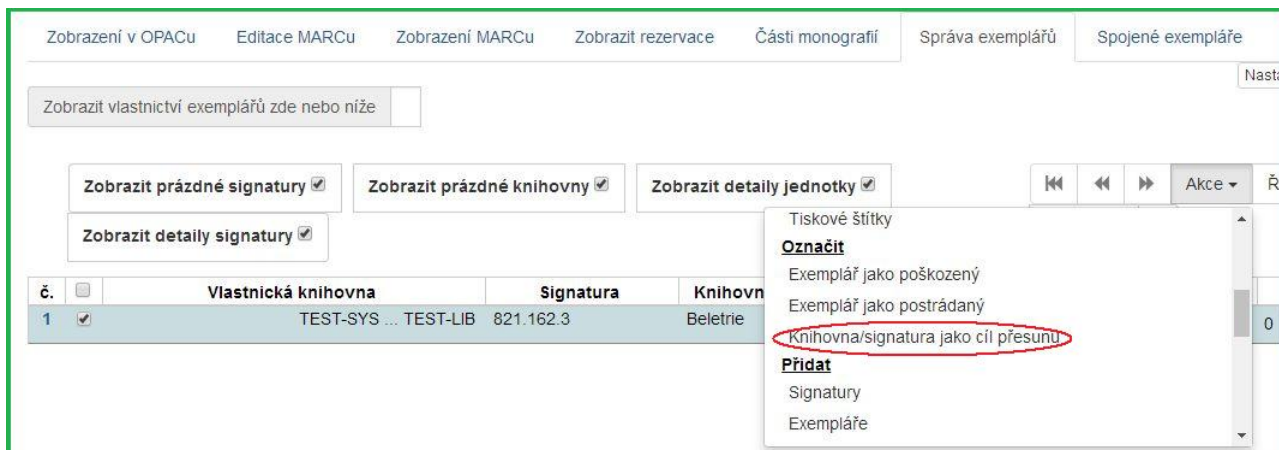 Zobrazení v OPACu Editace MARCu Zobrazení MARCu Zobrazit rezervace Části monografií Správa exemplářů Spojené exempláře
Zobrazit vlastnictví exemplářů zde nebo níže
Zobrazit prázdné signatury Zobrazit prázdné knihovny Zobrazit detaily jednotky Akce
Zobrazit detaily signatury
Tiskové štítky
Označit
Exemplář jako poškozený
Exemplář jako postrádaný
Knihovna/signatura jako cíl přesunu
Přidat
Signatury
Exempláře
č. Vlastnická knihovna Signatura
1 TEST-SYS ... TEST-LIB 821.162.3 Beletrie 0